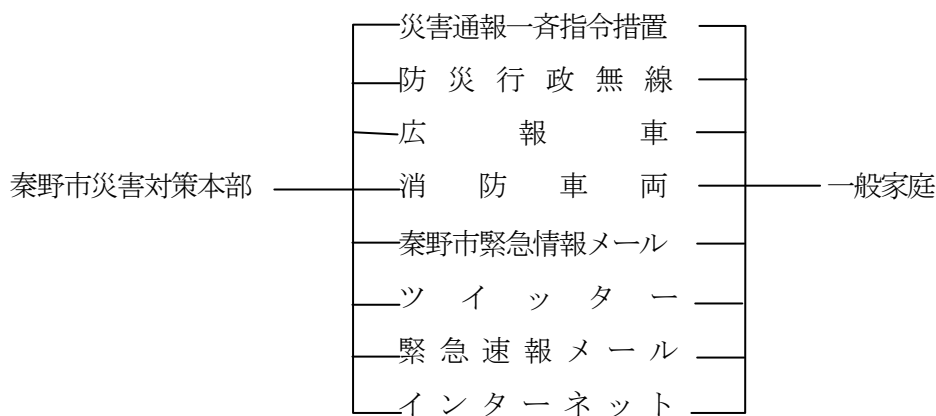 災害通報一斉指令措置
防災行政無線
広報車
秦野市災害対策本部 消防車両 一般家庭
秦野市緊急情報メール
ツイッター
緊急速報メール
インターネット